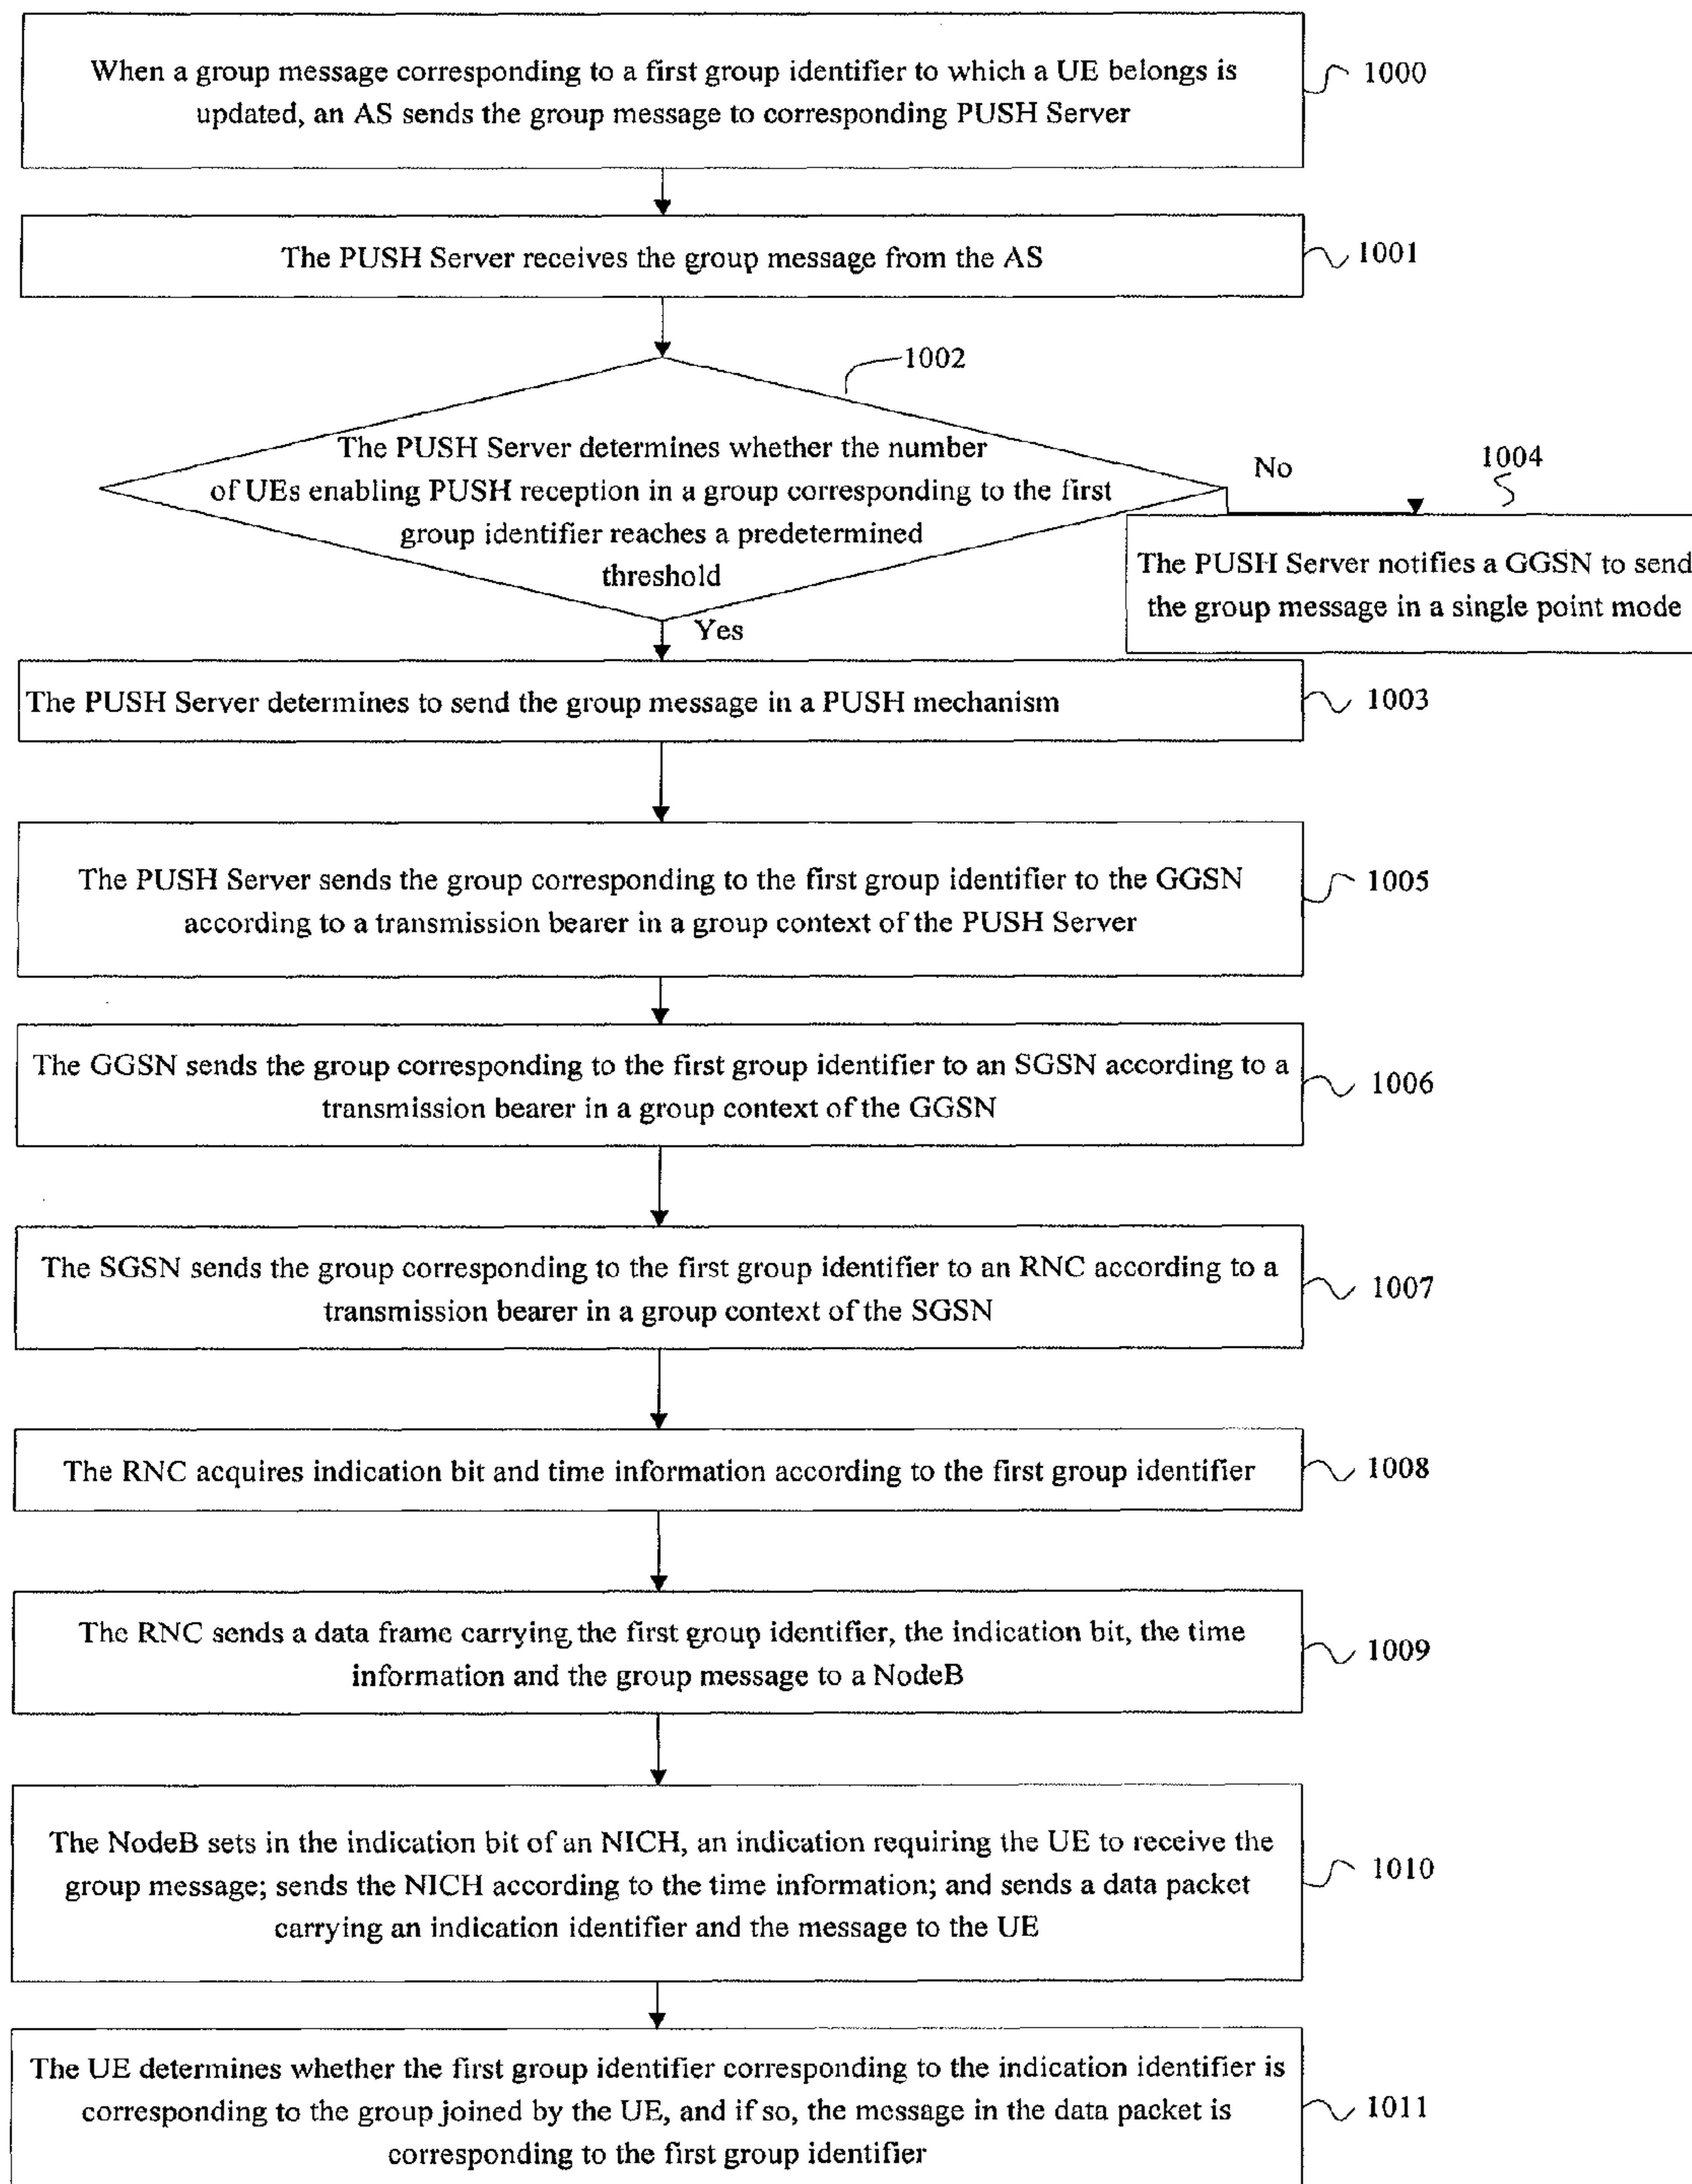 When a group message corresponding to a first group identifier to which a UE belongs is
updated, an AS sends the group message to corresponding PUSH Server
1000
The PUSH Server receives the group message from the AS
1001
1002
The PUSH Server determines whether the number
of UEs enabling PUSH reception in a group corresponding to the first
group identifier reaches a predetermined
threshold
No
1004
The PUSH Server notifies a GGSN to send
the group message in a single point mode
Yes
The PUSH Server determines to send the group message in a PUSH mechanism
1003
The PUSH Server sends the group corresponding to the first group identifier to the GGSN
according to a transmission bearer in a group context of the PUSH Server
1005
The GGSN sends the group corresponding to the first group identifier to an SGSN according to a
transmission bearer in a group context of the GGSN
1006
The SGSN sends the group corresponding to the first group identifier to an RNC according to a
transmission bearer in a group context of the SGSN
1007
The RNC acquires indication bit and time information according to the first group identifier
1008
The RNC sends a data frame carrying the first group identifier, the indication bit, the time
information and the group message to a NodeB
1009
The NodeB sets in the indication bit of an NICH, an indication requiring the UE to receive the
group message; sends the NICH according to the time information; and sends a data packet
carrying an indication identifier and the message to the UE
1010
The UE determines whether the first group identifier corresponding to the indication identifier is
corresponding to the group joined by the UE, and if so, the message in the data packet is
corresponding to the first group identifier
1011